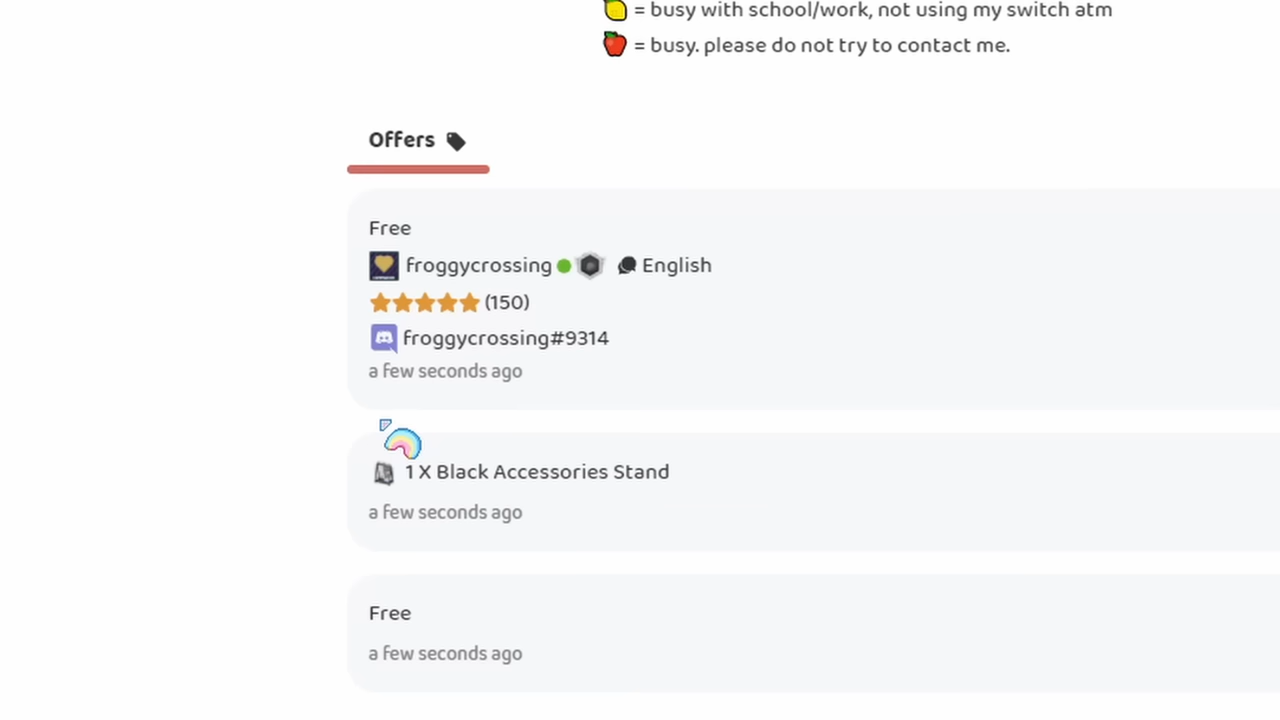 = busy with school/work, not using my switch atm
= busy. please do not try to contact me.
Offers
Free
froggycrossing English
(150)
froggycrossing#9314
a few seconds ago
1 X Black Accessories Stand
a few seconds ago
Free
a few seconds ago